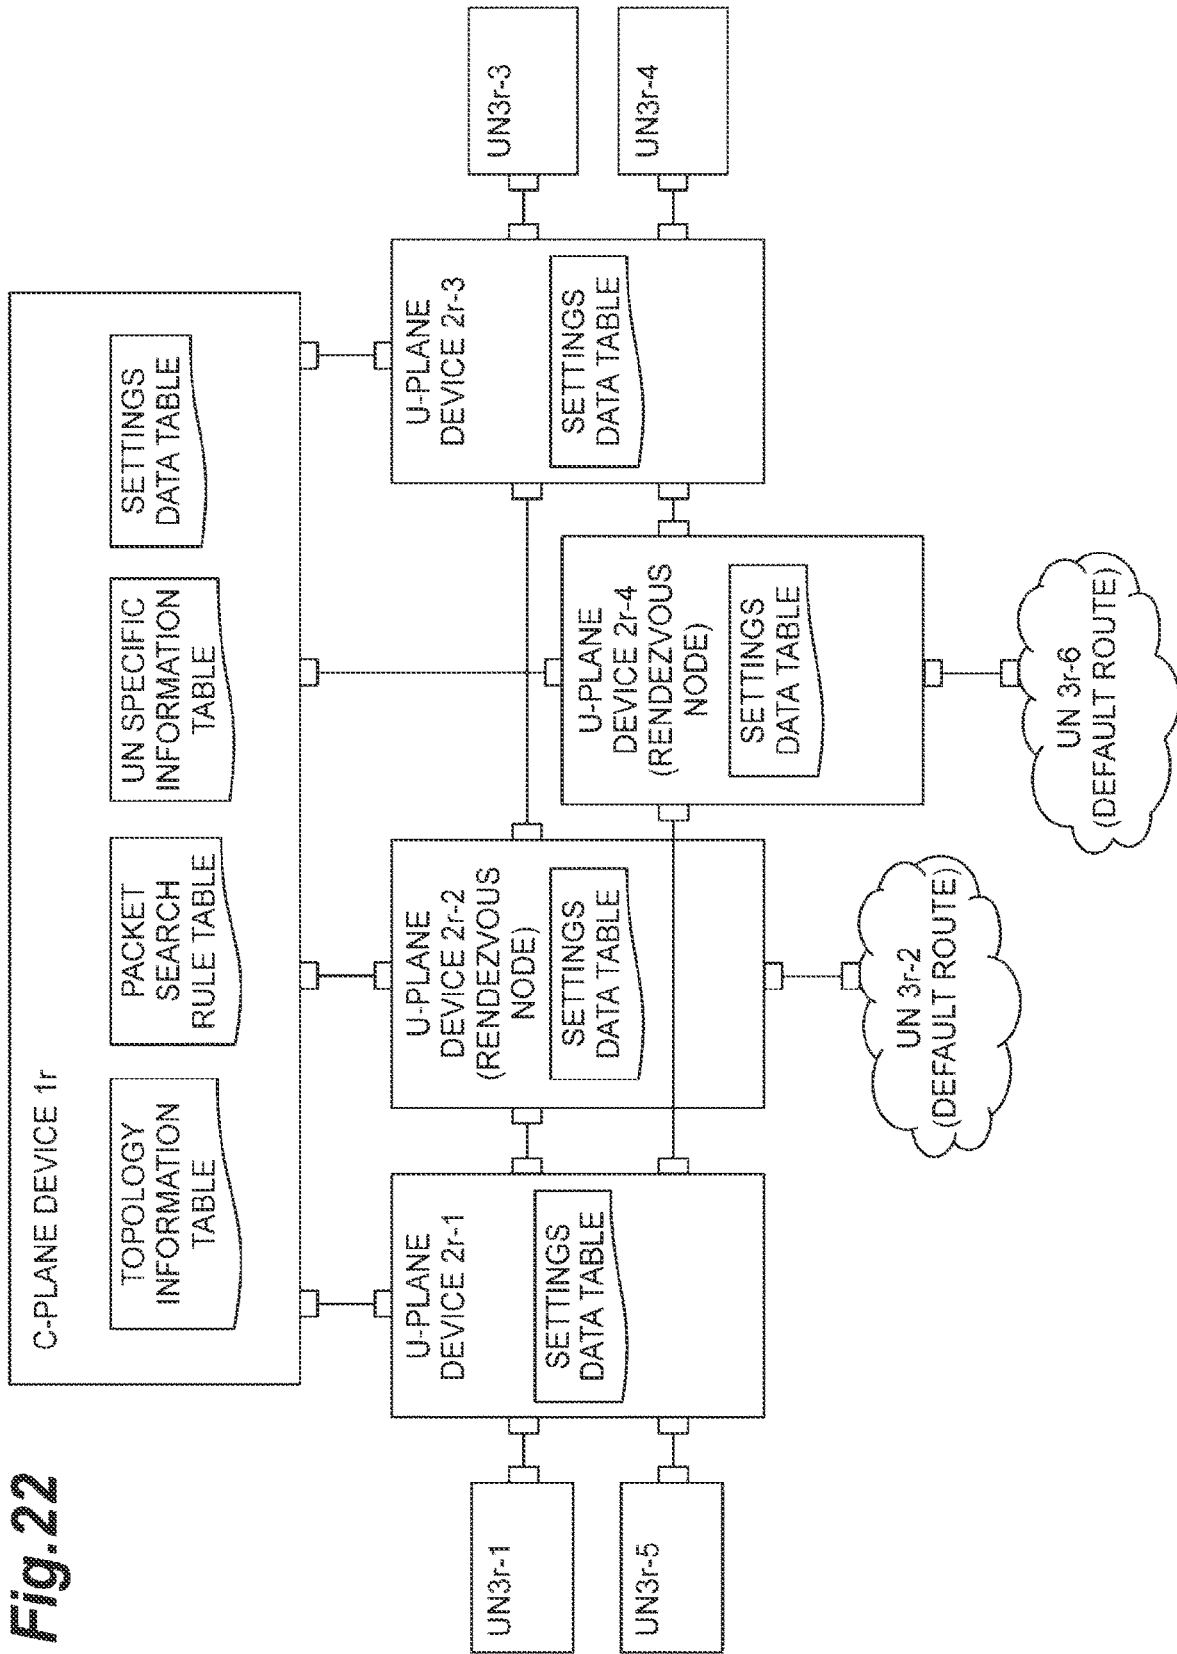 Fig.22
C-PLANE DEVICE 1r
TOPOLOGY
INFORMATION
TABLE
PACKET
SEARCH
RULE TABLE
UN SPECIFIC
INFORMATION
TABLE
SETTINGS
DATA TABLE
UN3r-1
UN3r-5
U-PLANE
DEVICE 2r-1
SETTINGS
DATA TABLE
U-PLANE
DEVICE 2r-2
(RENDEZVOUS
NODE)
SETTINGS
DATA TABLE
U-PLANE
DEVICE 2r-4
(RENDEZVOUS
NODE)
SETTINGS
DATA TABLE
U-PLANE
DEVICE 2r-3
SETTINGS
DATA TABLE
UN3r-3
UN3r-4
UN 3r-2
(DEFAULT ROUTE)
UN 3r-6
(DEFAULT ROUTE)